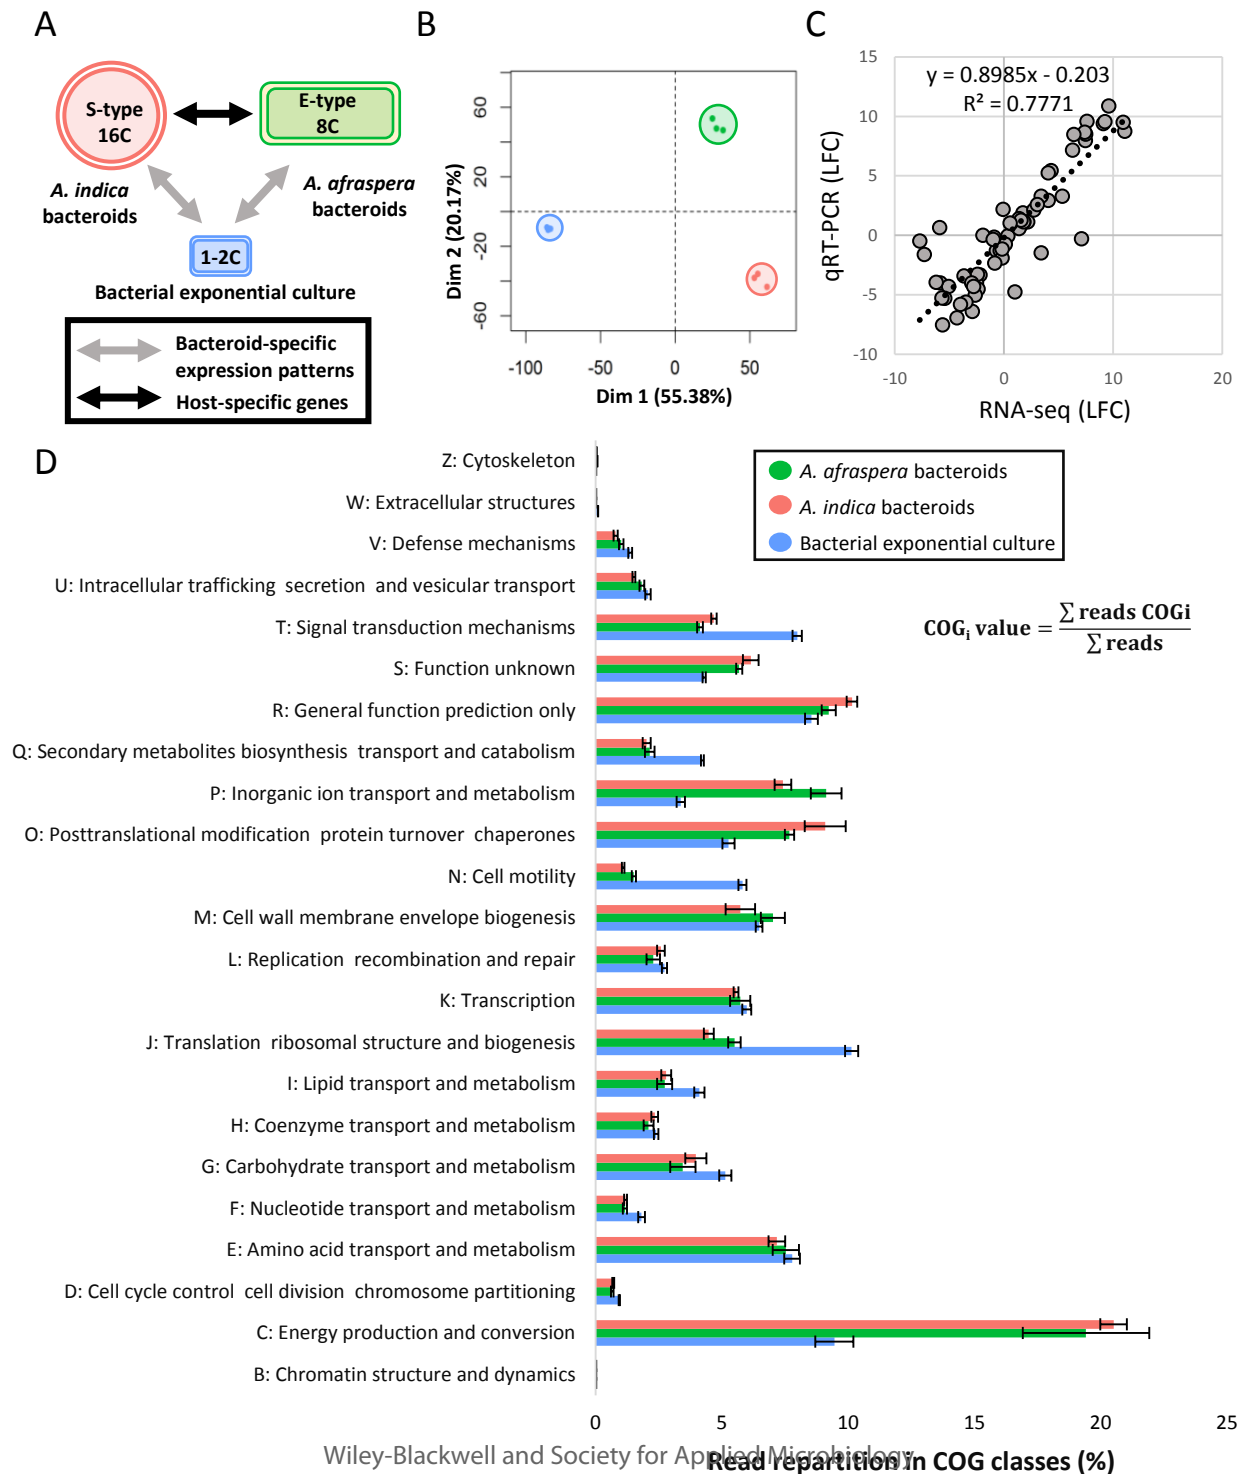 A
S-type
16C
E-type
8C
A. indica
bacteroids
A. afraspera
bacteroids
1-2C
Bacterial exponential culture
Bacteroid-specific
expression patterns
Host-specific genes
B
Dim 2 (20.17%)
60
20
-20
-60
-100
-50
0
50
Dim 1 (55.38%)
C
y = 0.8985x - 0.203
R² = 0.7771
qRT-PCR (LFC)
15
10
5
0
-5
-10
-10
0
10
20
RNA-seq (LFC)
D
A. afraspera bacteroids
A. indica bacteroids
Bacterial exponential culture
COGi value = ∑ reads COGi / ∑ reads
Z: Cytoskeleton
W: Extracellular structures
V: Defense mechanisms
U: Intracellular trafficking secretion and vesicular transport
T: Signal transduction mechanisms
S: Function unknown
R: General function prediction only
Q: Secondary metabolites biosynthesis transport and catabolism
P: Inorganic ion transport and metabolism
O: Posttranslational modification protein turnover chaperones
N: Cell motility
M: Cell wall membrane envelope biogenesis
L: Replication recombination and repair
K: Transcription
J: Translation ribosomal structure and biogenesis
I: Lipid transport and metabolism
H: Coenzyme transport and metabolism
G: Carbohydrate transport and metabolism
F: Nucleotide transport and metabolism
E: Amino acid transport and metabolism
D: Cell cycle control cell division chromosome partitioning
C: Energy production and conversion
B: Chromatin structure and dynamics
0
5
10
15
20
25
Read repartition in COG classes (%)
Wiley-Blackwell and Society for Applied Microbiology